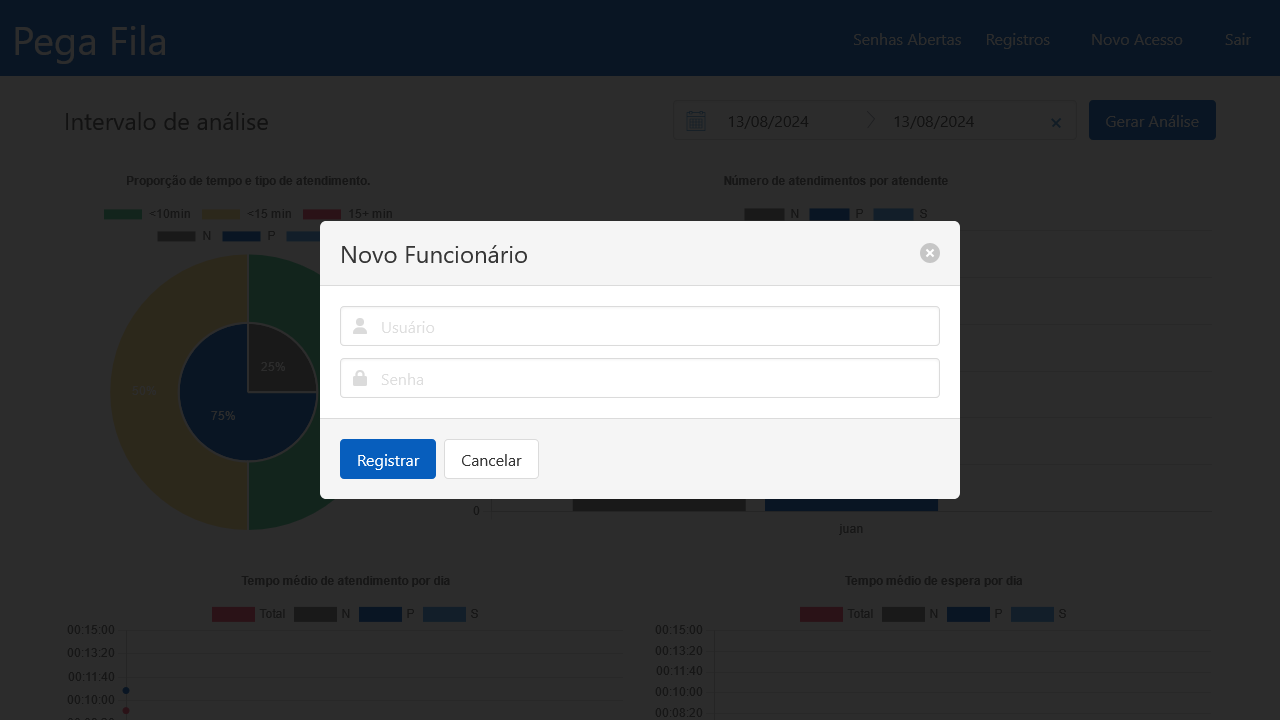 Pega Fila
Senhas Abertas Registros Novo Acesso Sair
Intervalo de análise
13/08/2024 13/08/2024
Gerar Análise
Proporção de tempo e tipo de atendimento.
<10min <15 min 15+ min
N P
25%
75%
Número de atendimentos por atendente
N P S
0
juan
Novo Funcionário
Usuário
Senha
Registrar Cancelar
Tempo médio de atendimento por dia
Total N P S
00:15:00
00:13:20
00:11:40
00:10:00
Tempo médio de espera por dia
Total N P S
00:15:00
00:13:20
00:11:40
00:10:00
00:08:20